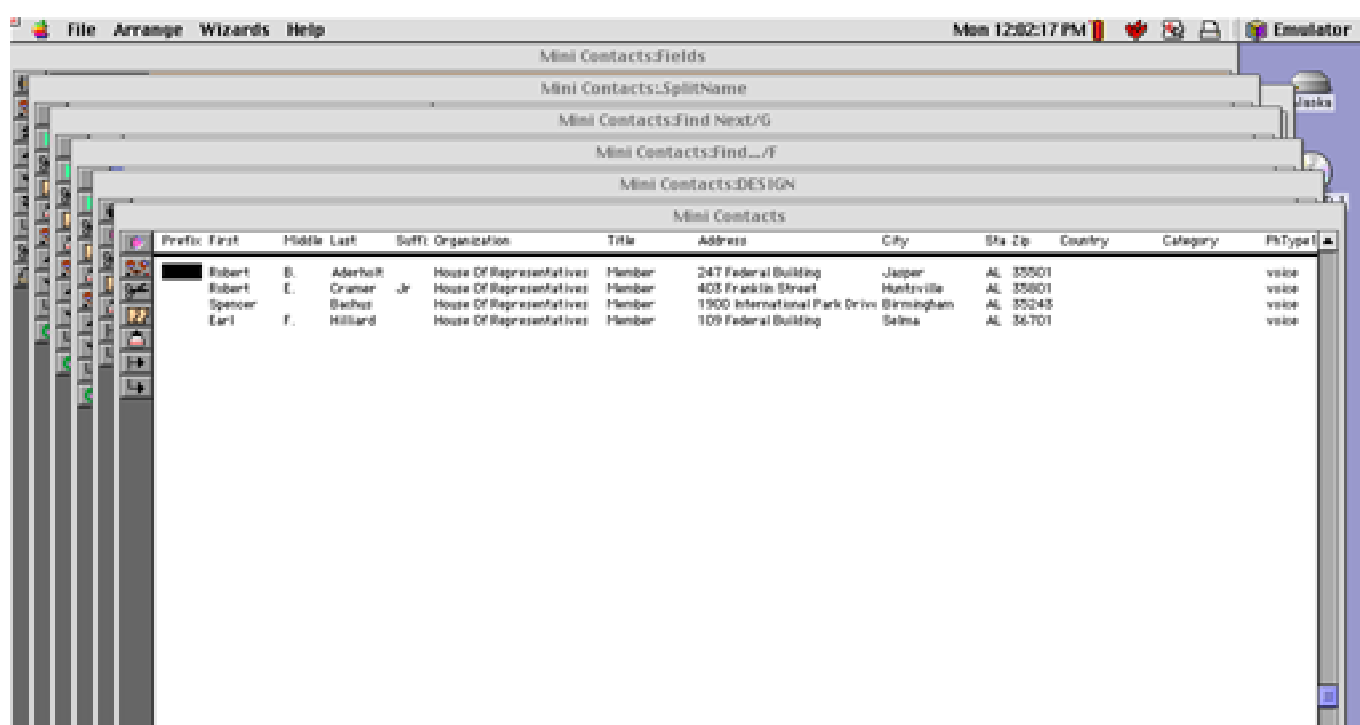 File Arrange Wizards Help Mon 12:02:17 PM Emulator
Mini Contacts:Fields
Mini Contacts:.SplitName
Mini Contacts:Find Next/G
Mini Contacts:Find.../F
Mini Contacts:DESIGN
Mini Contacts
Prefix First Middle Last Suffi: Organization Title Address City Sta Zip Country Category PhType1
Robert B. Aderholt House Of Representatives Member 247 Federal Building Jasper AL 35501 voice
Robert E. Cramer Jr House Of Representatives Member 403 Franklin Street Huntsville AL 35801 voice
Spencer Bachus House Of Representatives Member 1900 International Park Drive Birmingham AL 35243 voice
Earl F. Hilliard House Of Representatives Member 109 Federal Building Selma AL 36701 voice